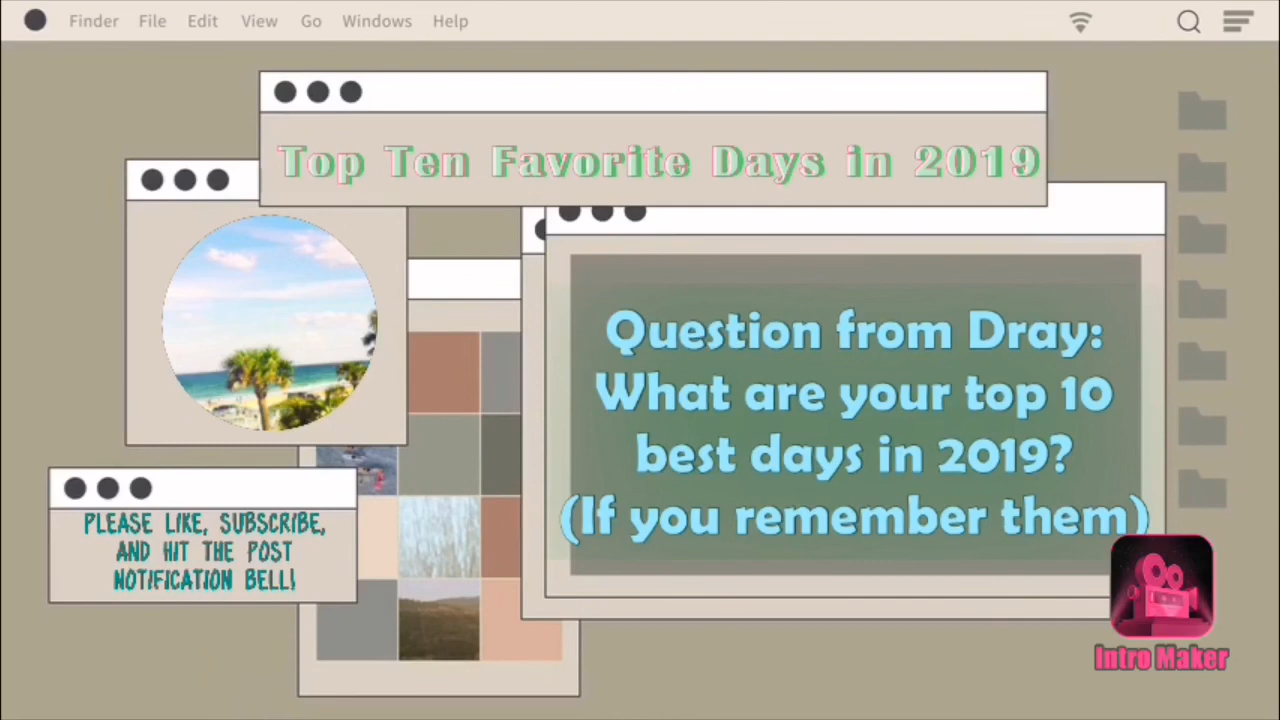 Finder File Edit View Go Windows Help
Top Ten Favorite Days in 2019
Question from Dray:
What are your top 10
best days in 2019?
(If you remember them)
PLEASE LIKE, SUBSCRIBE,
AND HIT THE POST
NOTIFICATION BELL!
Intro Maker